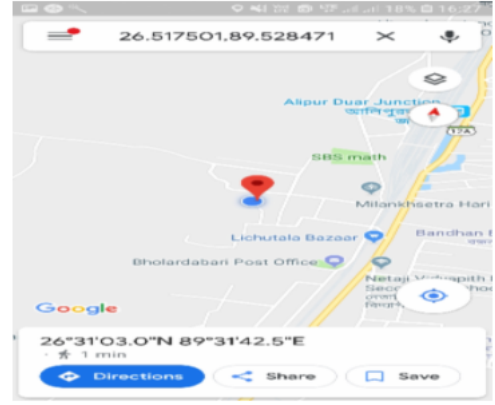 18% 16:27
26.517501,89.528471
Alipur Duar Junction
12A
SBS math
Milankhsetra Hari
Lichutala Bazaar
Bandhan
Bholardabari Post Office
Netaji Vidyapith
Google
26°31'03.0"N 89°31'42.5"E
1 min
Directions
Share
Save